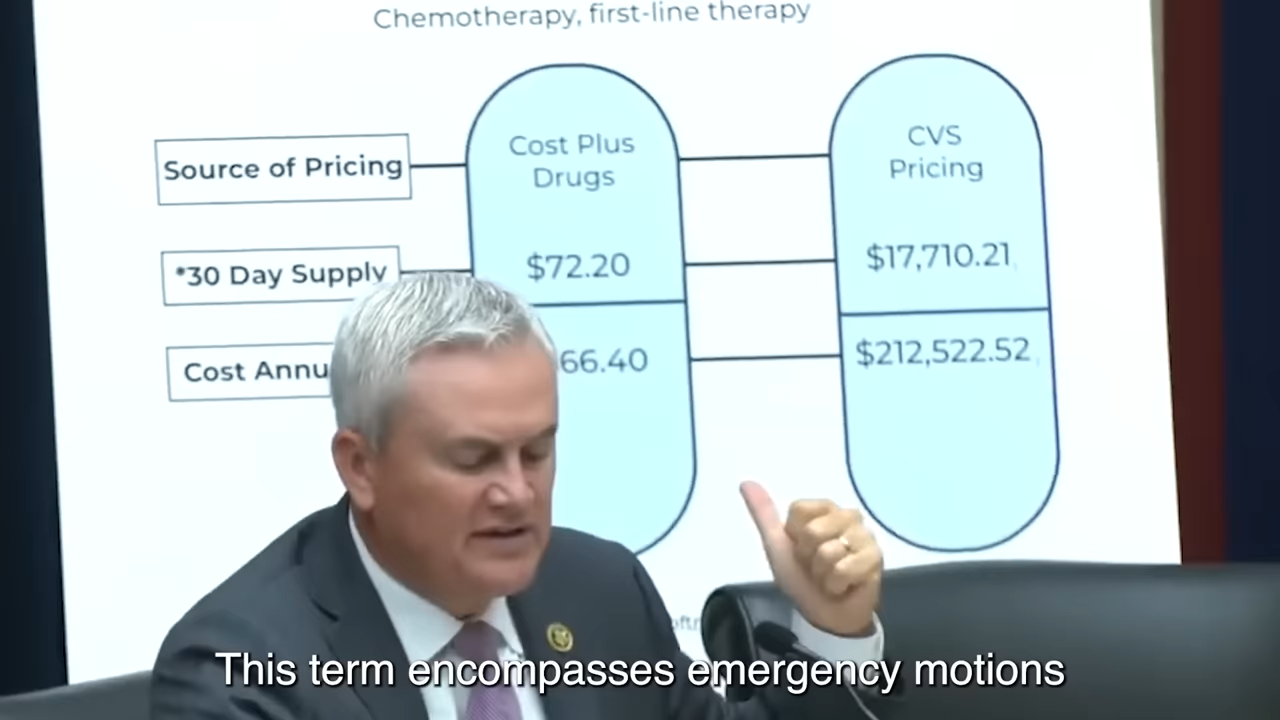 Chemotherapy, first-line therapy
Source of Pricing
Cost Plus
Drugs
CVS
Pricing
*30 Day Supply
$72.20
$17,710.21
Cost Annu
66.40
$212,522.52
This term encompasses emergency motions